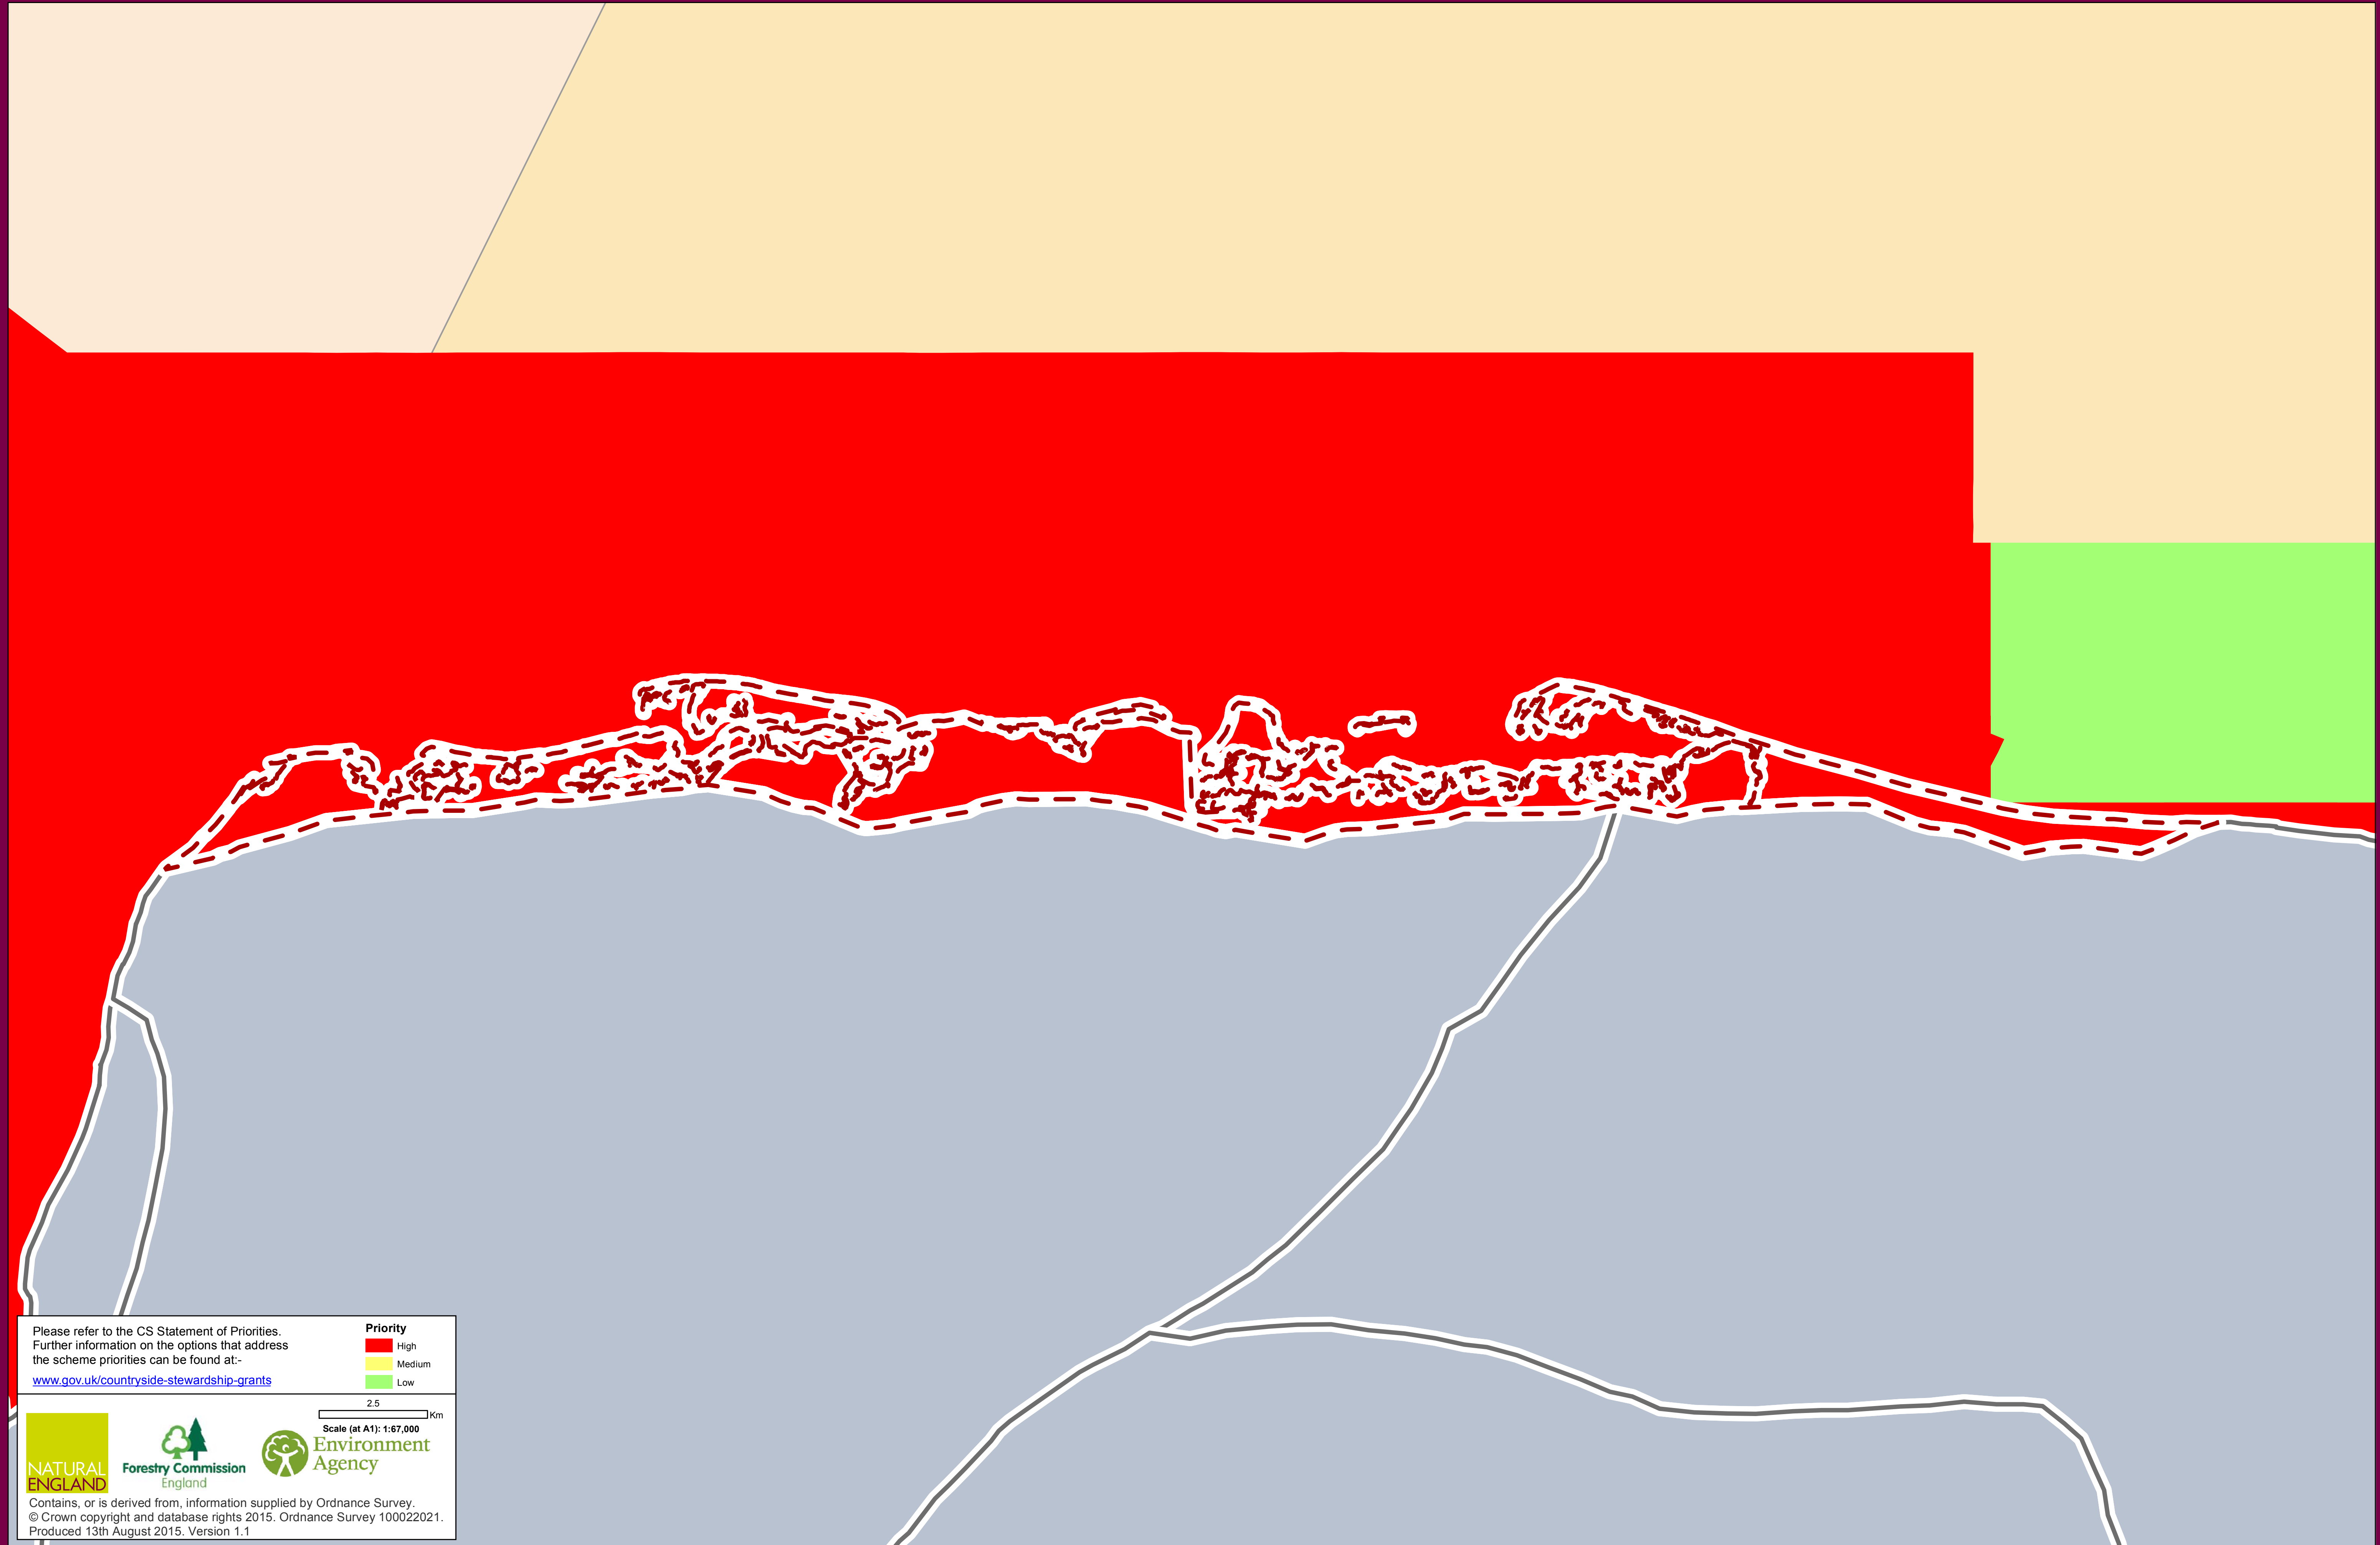 Please refer to the CS Statement of Priorities.
Further information on the options that address
the scheme priorities can be found at:-
www.gov.uk/countryside-stewardship-grants
Priority
High
Medium
Low
2.5
Km
Scale (at A1): 1:67,000
NATURAL
ENGLAND
Forestry Commission
England
Environment
Agency
Contains, or is derived from, information supplied by Ordnance Survey.
© Crown copyright and database rights 2015. Ordnance Survey 100022021.
Produced 13th August 2015. Version 1.1